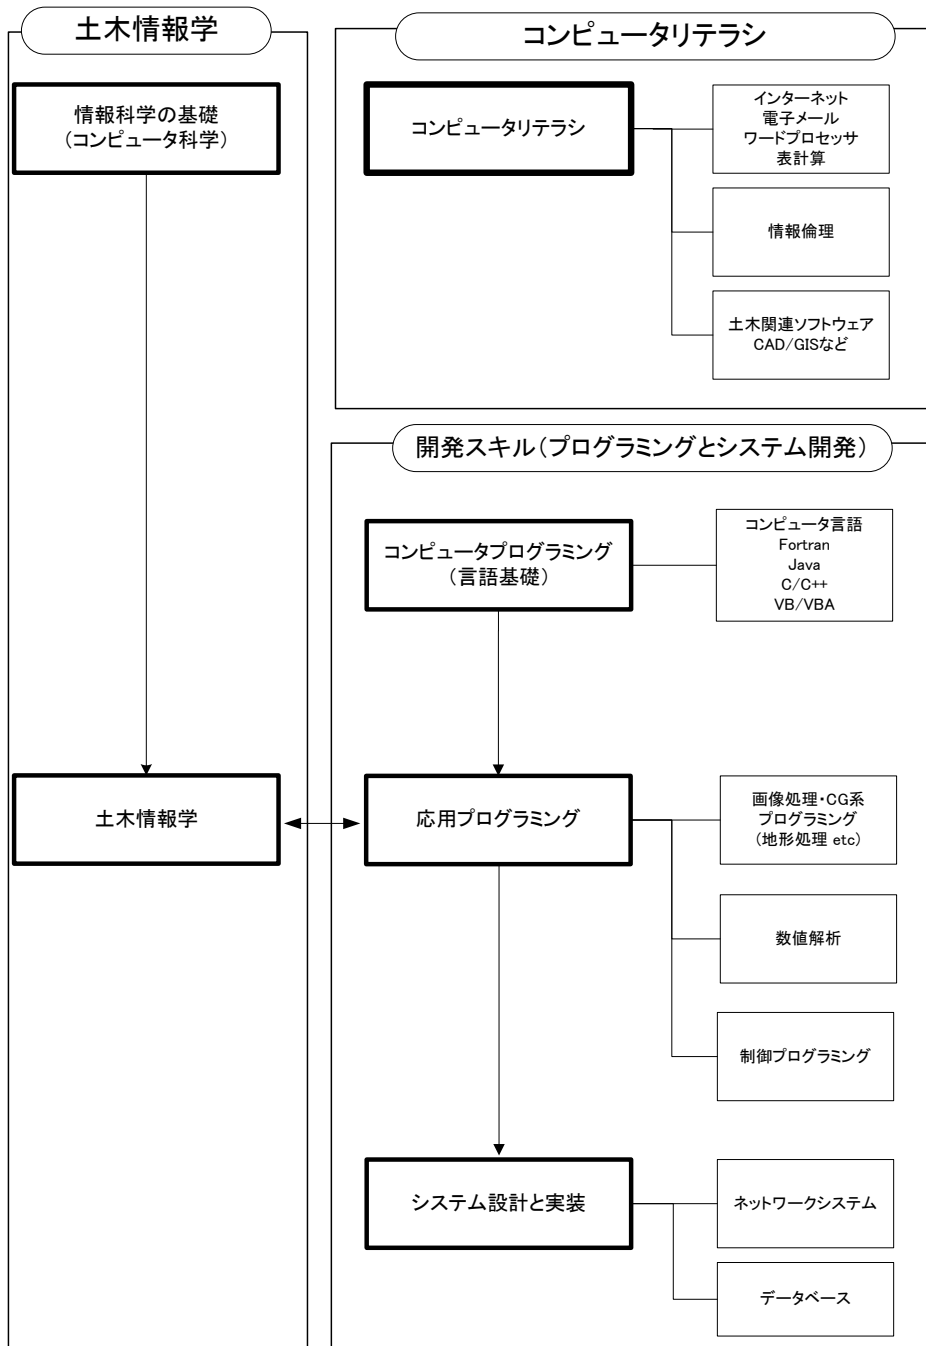 土木情報学
情報科学の基礎
(コンピュータ科学)
土木情報学
コンピュータリテラシ
コンピュータリテラシ
インターネット
電子メール
ワードプロセッサ
表計算
情報倫理
土木関連ソフトウェア
CAD/GISなど
開発スキル(プログラミングとシステム開発)
コンピュータプログラミング
(言語基礎)
コンピュータ言語
Fortran
Java
C/C++
VB/VBA
応用プログラミング
画像処理・CG系
プログラミング
(地形処理 etc)
数値解析
制御プログラミング
システム設計と実装
ネットワークシステム
データベース